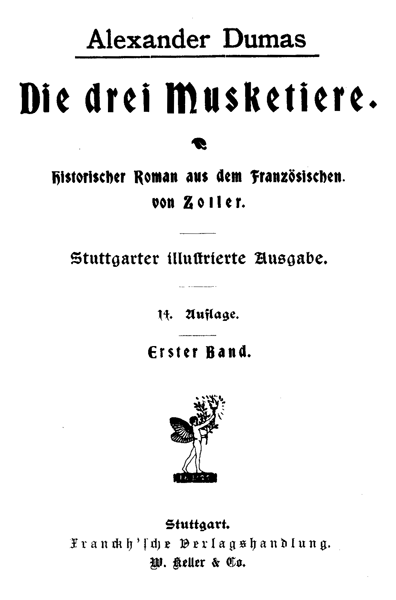 Alexander Dumas
Die drei Musketiere.
Historischer Roman aus dem Französischen.
von Zoller.
Stuttgarter illustrierte Ausgabe.
14. Auflage.
Erster Band.
Stuttgart.
Franckh'sche Verlagshandlung.
W. Keller & Co.